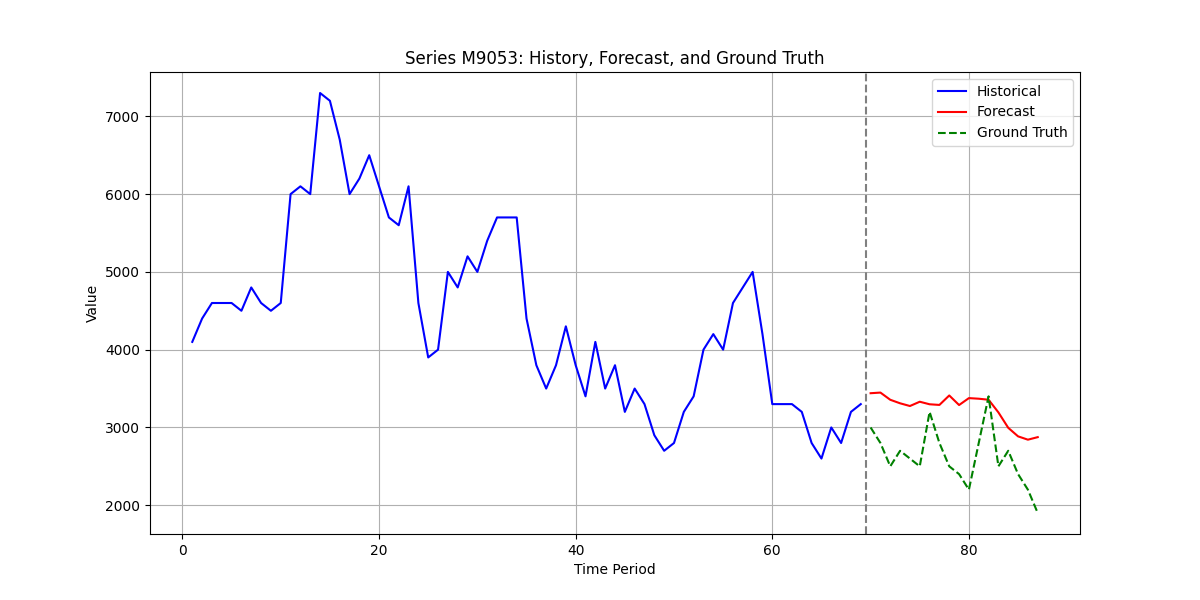 Series M9053: History, Forecast, and Ground Truth
Historical
Forecast
Ground Truth
7000
6000
5000
4000
3000
2000
Value
0 20 40 60 80
Time Period